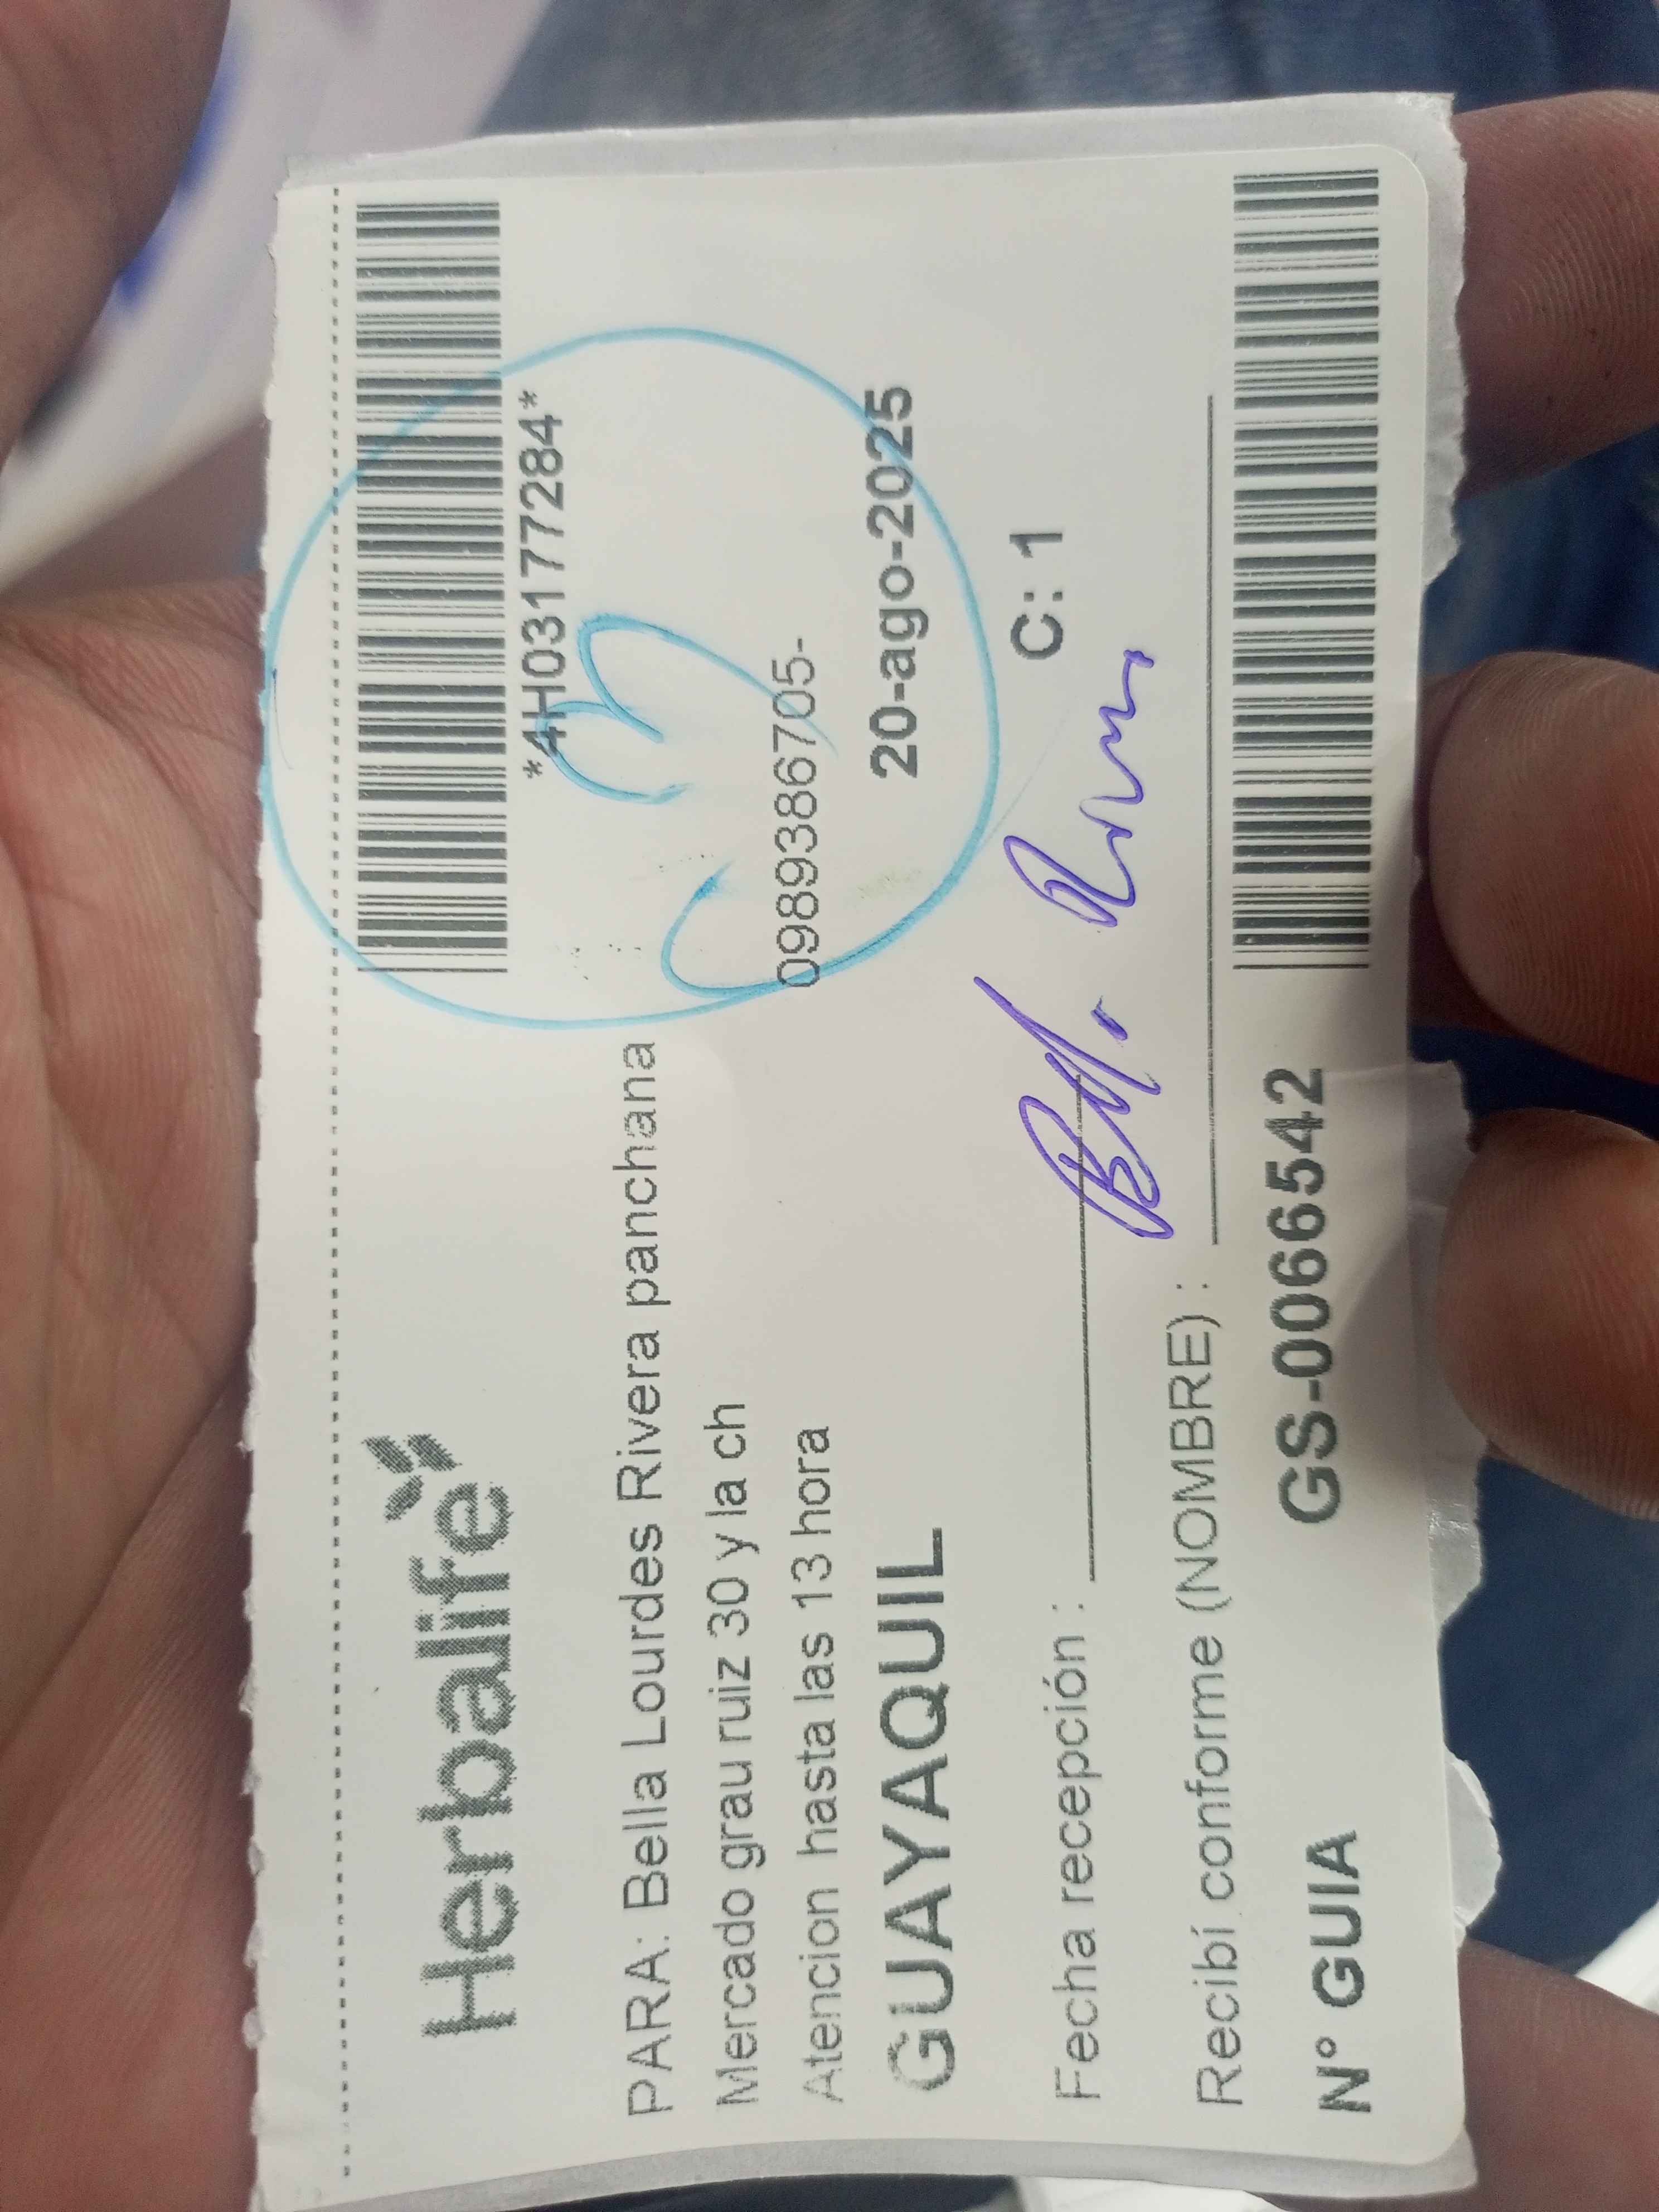 Herbalife
*4H03177284*
PARA: Bella Lourdes Rivera panchana
Mercado grau ruiz 30 y la ch
0989386705-
Atencion hasta las 13 hora
GUAYAQUIL
20-ago-2025
Fecha recepción :
C: 1
Recibí conforme (NOMBRE) :
N° GUIA GS-0066542